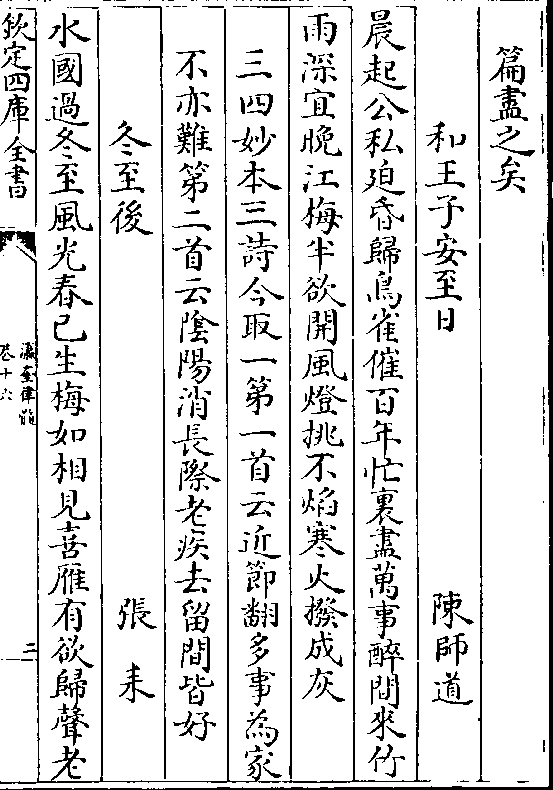 篇盡之矣
和王子安至日 陳師道
晨起公私迫昏歸鳥雀催百年忙裏盡萬事醉間來竹
雨深宜晚江梅半欲開風燈挑不焰寒火撥成灰
三四妙本三詩今取一第一首云近節翻多事為家
不亦難第二首云陰陽消長際老疾去留間皆好
冬至後 張耒
水國過冬至風光春已生梅如相見喜雁有欲歸聲老
欽定四庫全書
瀛奎律髓
卷十六
二